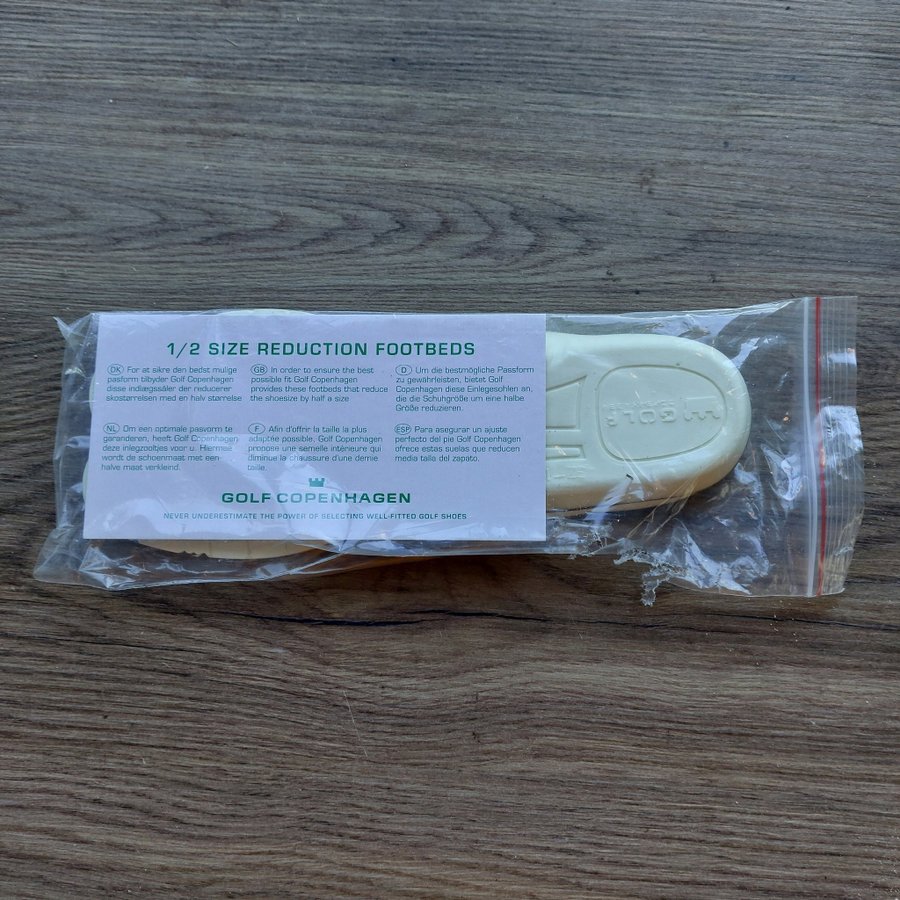 1/2 SIZE REDUCTION FOOTBEDS
DK For at sikre den bedst mulige
pasform tilbyder Golf Copenhagen
disse indlægssåler der reducerer
skostørrelsen med en halv størrelse
GB In order to ensure the best
possible fit Golf Copenhagen
provides these footbeds that reduce
the shoesize by half a size
D Um die bestmögliche Passform
zu gewährleisten, bietet Golf
Copenhagen diese Einlegesohlen an,
die die Schuhgröße um eine halbe
Größe reduzieren.
NL Om een optimale pasvorm te
garanderen, heeft Golf Copenhagen
deze inlegzooltjes voor u. Hiermee
wordt de schoenmaat met een
halve maat verkleind.
F Afin d'offrir la taille la plus
adaptée possible, Golf Copenhagen
propose une semelle intérieure qui
diminue la chaussure d'une demie
taille.
ESP Para asegurar un ajuste
perfecto del pie Golf Copenhagen
ofrece estas suelas que reducen
media talla del zapato.
GOLF COPENHAGEN
NEVER UNDERESTIMATE THE POWER OF SELECTING WELL-FITTED GOLF SHOES
GOLF